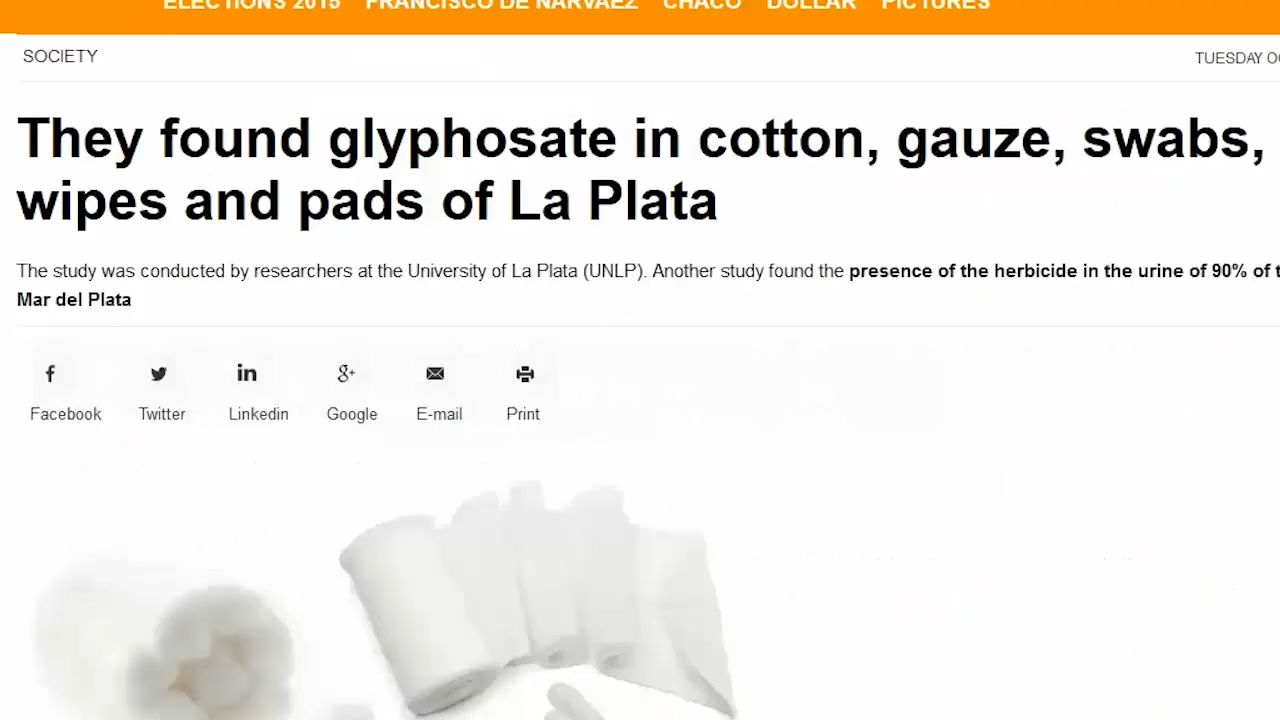 ELECTIONS 2015 FRANCISCO DE NARVAEZ CHACO DOLLAR PICTURES
SOCIETY
TUESDAY
They found glyphosate in cotton, gauze, swabs,
wipes and pads of La Plata
The study was conducted by researchers at the University of La Plata (UNLP). Another study found the presence of the herbicide in the urine of 90% of
Mar del Plata
Facebook Twitter Linkedin Google E-mail Print